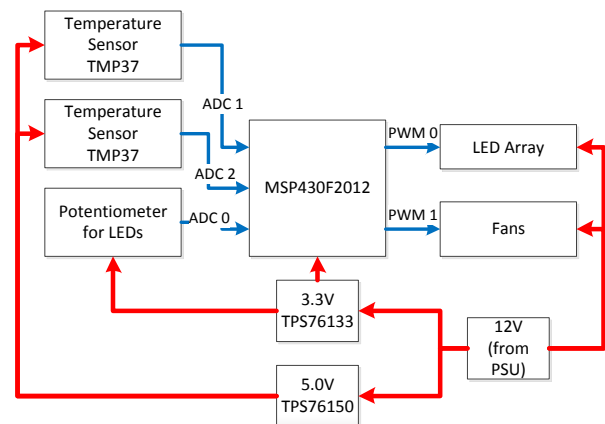 Temperature
Sensor
TMP37
ADC 1
Temperature
Sensor
TMP37
ADC 2
Potentiometer
for LEDs
ADC 0
MSP430F2012
PWM 0
LED Array
PWM 1
Fans
3.3V
TPS76133
12V
(from
PSU)
5.0V
TPS76150